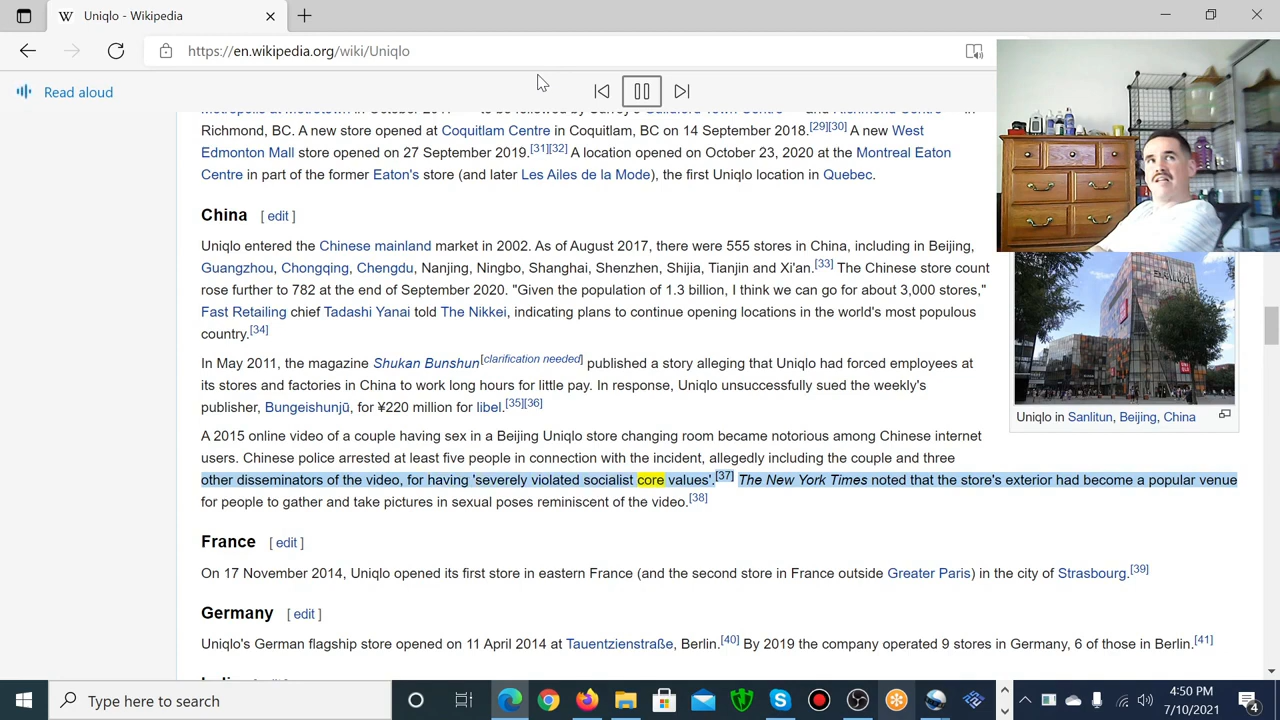 Uniqlo - Wikipedia
https://en.wikipedia.org/wiki/Uniqlo
Read aloud
Richmond, BC. A new store opened at Coquitlam Centre in Coquitlam, BC on 14 September 2018.[29][30] A new West
Edmonton Mall store opened on 27 September 2019.[31][32] A location opened on October 23, 2020 at the Montreal Eaton
Centre in part of the former Eaton's store (and later Les Ailes de la Mode), the first Uniqlo location in Quebec.
China [ edit ]
Uniqlo entered the Chinese mainland market in 2002. As of August 2017, there were 555 stores in China, including in Beijing,
Guangzhou, Chongqing, Chengdu, Nanjing, Ningbo, Shanghai, Shenzhen, Shijia, Tianjin and Xi'an.[33] The Chinese store count
rose further to 782 at the end of September 2020. "Given the population of 1.3 billion, I think we can go for about 3,000 stores,"
Fast Retailing chief Tadashi Yanai told The Nikkei, indicating plans to continue opening locations in the world's most populous
country.[34]
In May 2011, the magazine Shukan Bunshun[clarification needed] published a story alleging that Uniqlo had forced employees at
its stores and factories in China to work long hours for little pay. In response, Uniqlo unsuccessfully sued the weekly's
publisher, Bungeishunjū, for ¥220 million for libel.[35][36]
Uniqlo in Sanlitun, Beijing, China
A 2015 online video of a couple having sex in a Beijing Uniqlo store changing room became notorious among Chinese internet
users. Chinese police arrested at least five people in connection with the incident, allegedly including the couple and three
other disseminators of the video, for having 'severely violated socialist core values'.[37] The New York Times noted that the store's exterior had become a popular venue
for people to gather and take pictures in sexual poses reminiscent of the video.[38]
France [ edit ]
On 17 November 2014, Uniqlo opened its first store in eastern France (and the second store in France outside Greater Paris) in the city of Strasbourg.[39]
Germany [ edit ]
Uniqlo's German flagship store opened on 11 April 2014 at Tauentzienstraße, Berlin.[40] By 2019 the company operated 9 stores in Germany, 6 of those in Berlin.[41]
Type here to search
4:50 PM
7/10/2021
4